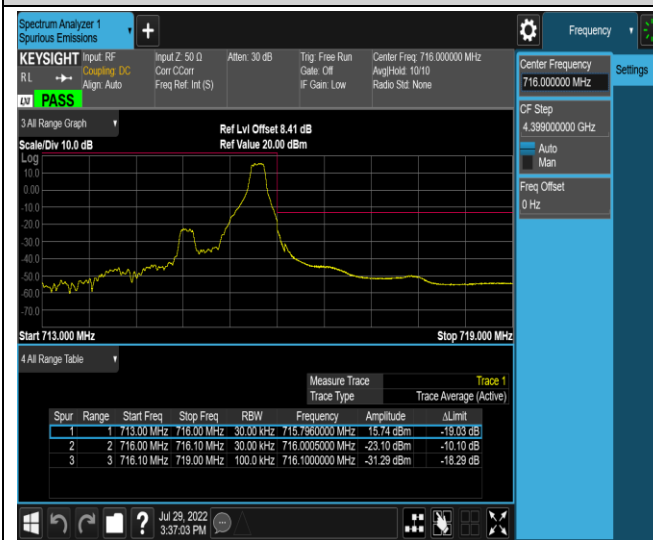 Spectrum Analyzer 1
Spurious Emissions
Frequency
KEYSIGHT Input: RF Input Z: 50 Ω Atten: 30 dB Trig: Free Run Center Freq: 716.000000 MHz
RL Coupling: DC Corr CCorr Gate: Off Avg|Hold: 10/10
Align: Auto Freq Ref: Int (S) IF Gain: Low Radio Std: None
LXI PASS
Center Frequency
716.000000 MHz
Settings
CF Step
4.399000000 GHz
Auto
Man
Freq Offset
0 Hz
3 All Range Graph
Ref Lvl Offset 8.41 dB
Scale/Div 10.0 dB Ref Value 20.00 dBm
Log
10.0
0.00
-10.0
-20.0
-30.0
-40.0
-50.0
-60.0
-70.0
Start 713.000 MHz Stop 719.000 MHz
4 All Range Table
Measure Trace Trace 1
Trace Type Trace Average (Active)
Spur Range Start Freq Stop Freq RBW Frequency Amplitude ΔLimit
1 1 713.00 MHz 716.00 MHz 30.00 kHz 715.7960000 MHz 15.74 dBm -19.03 dB
2 2 716.00 MHz 716.10 MHz 30.00 kHz 716.0005000 MHz -23.10 dBm -10.10 dB
3 3 716.10 MHz 719.00 MHz 100.0 kHz 716.1000000 MHz -31.29 dBm -18.29 dB
Jul 29, 2022
3:37:03 PM